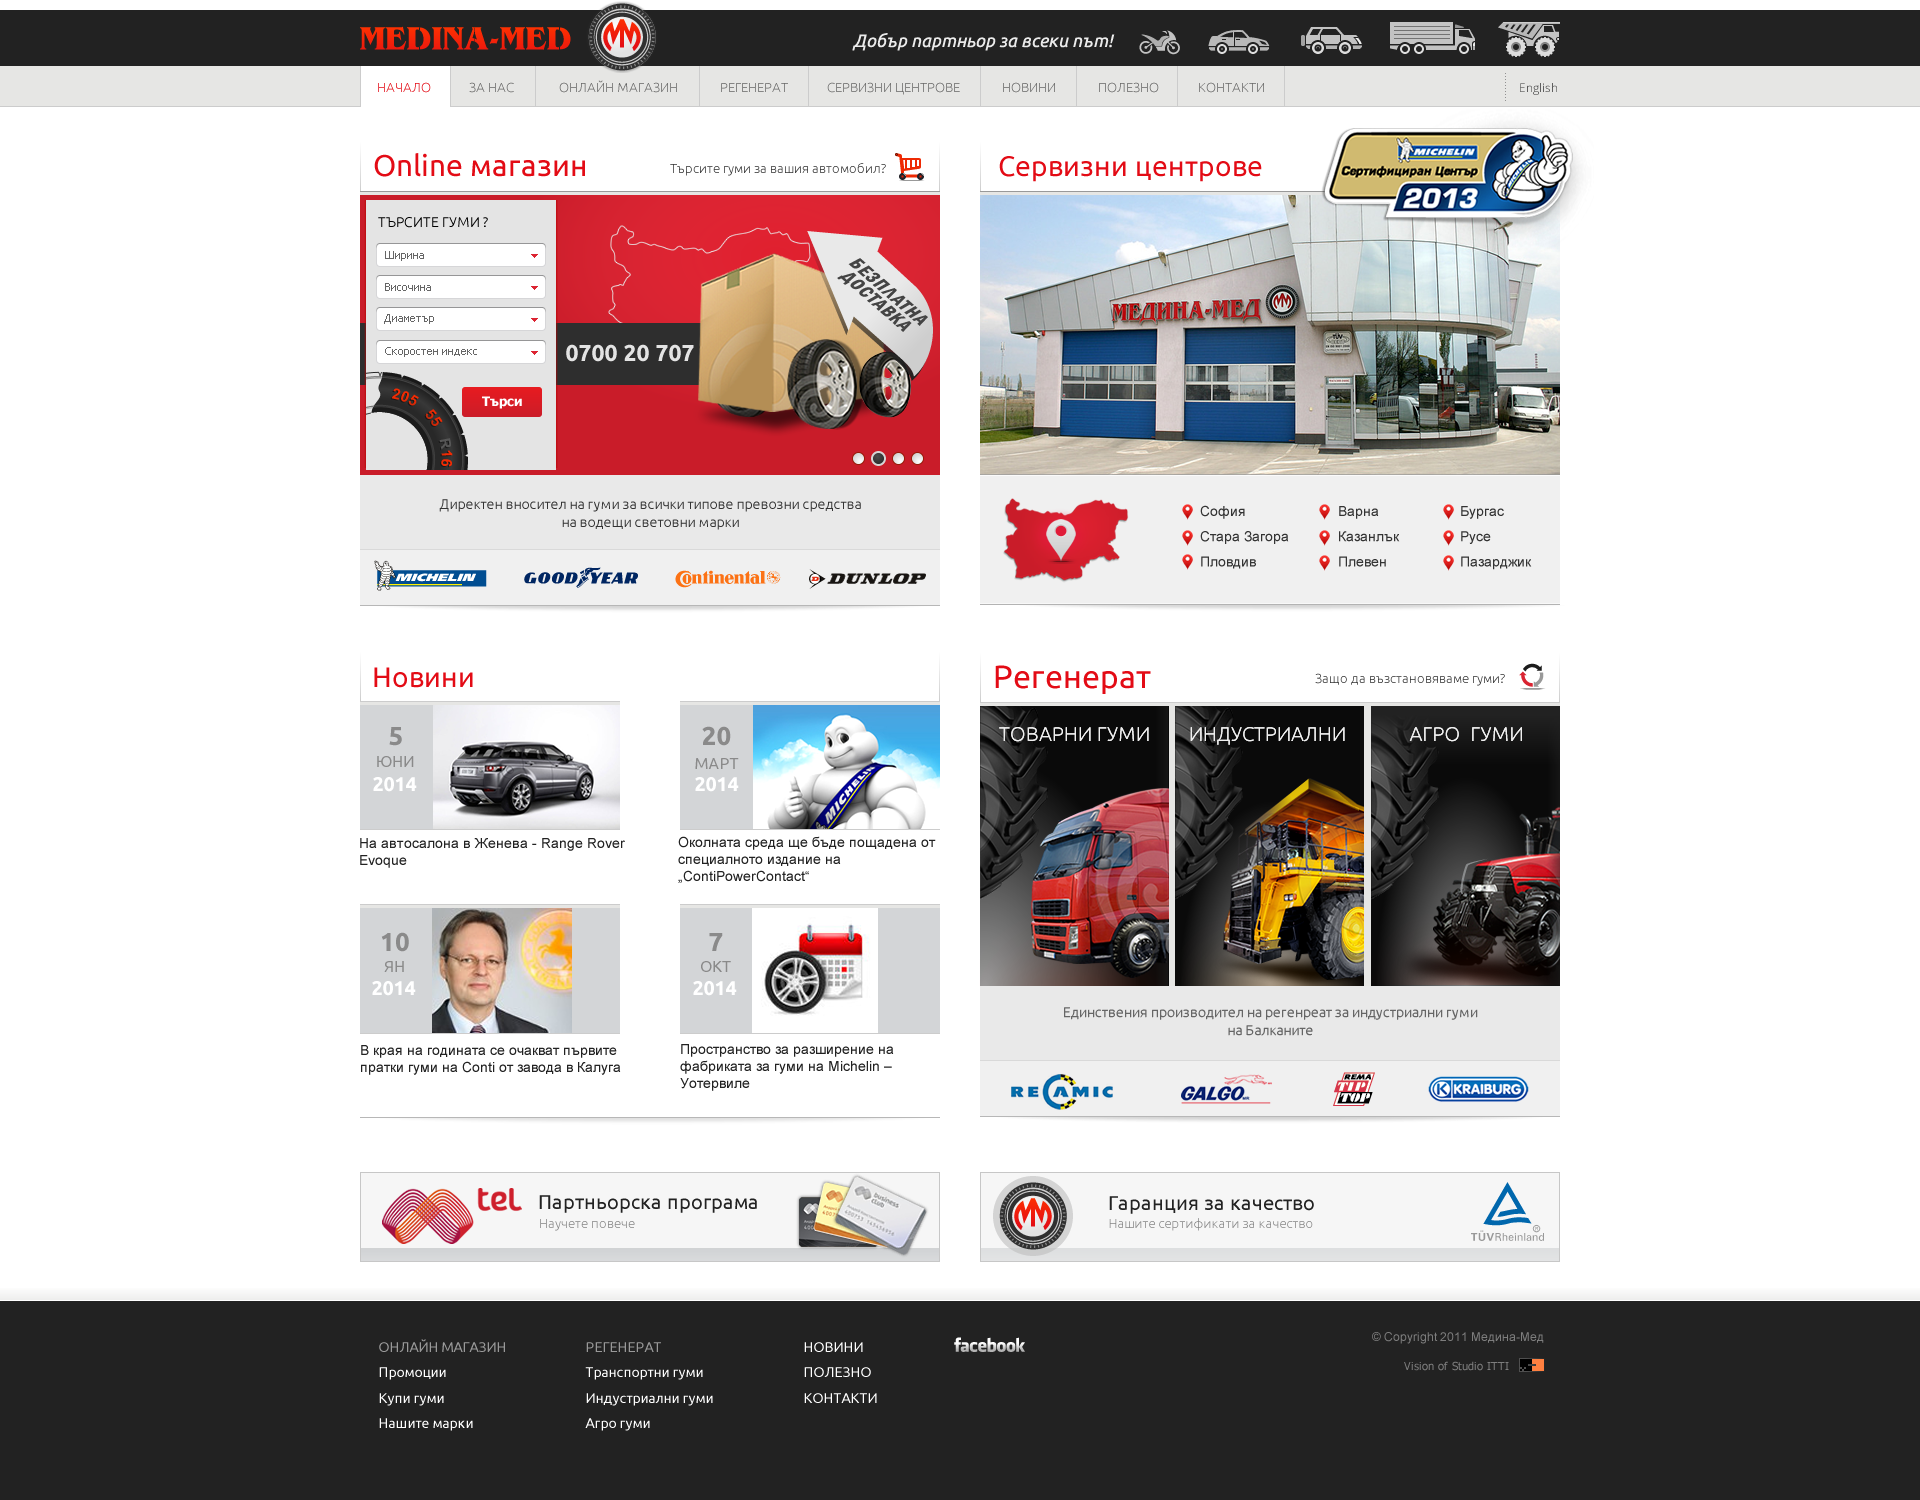 MEDINA-MED
Добър партньор за всеки път!
НАЧАЛО
ЗА НАС
ОНЛАЙН МАГАЗИН
РЕГЕНЕРАТ
СЕРВИЗНИ ЦЕНТРОВЕ
НОВИНИ
ПОЛЕЗНО
КОНТАКТИ
English
Online магазин
Търсите гуми за вашия автомобил?
ТЪРСИТЕ ГУМИ ?
Ширина
Височина
Диаметър
Скоростен индекс
205 55 R16
Търси
0700 20 707
БЕЗПЛАТНА
ДОСТАВКА
Директен вносител на гуми за всички типове превозни средства
на водещи световни марки
MICHELIN
GOODYEAR
Continental
DUNLOP
Сервизни центрове
MICHELIN
Сертифициран Център
2013
МЕДИНА-МЕД
София
Варна
Бургас
Стара Загора
Казанлък
Русе
Пловдив
Плевен
Пазарджик
Новини
5
ЮНИ
2014
На автосалона в Женева - Range Rover
Evoque
20
МАРТ
2014
MICHELIN
Околната среда ще бъде пощадена от
специалното издание на
„ContiPowerContact“
10
ЯН
2014
В края на годината се очакват първите
пратки гуми на Conti от завода в Калуга
7
ОКТ
2014
Пространство за разширение на
фабриката за гуми на Michelin –
Уотервиле
Регенерат
Защо да възстановяваме гуми?
ТОВАРНИ ГУМИ
ИНДУСТРИАЛНИ
АГРО ГУМИ
Единствения производител на регенреат за индустриални гуми
на Балканите
RECAMIC
GALGO
REMA
TIP
TOP
KRAIBURG
tel
Партньорска програма
Научете повече
business
club
Гаранция за качество
Нашите сертификати за качество
TÜVRheinland
ОНЛАЙН МАГАЗИН
Промоции
Купи гуми
Нашите марки
РЕГЕНЕРАТ
Транспортни гуми
Индустриални гуми
Агро гуми
НОВИНИ
ПОЛЕЗНО
КОНТАКТИ
facebook
© Copyright 2011 Медина-Мед
Vision of Studio ITTI